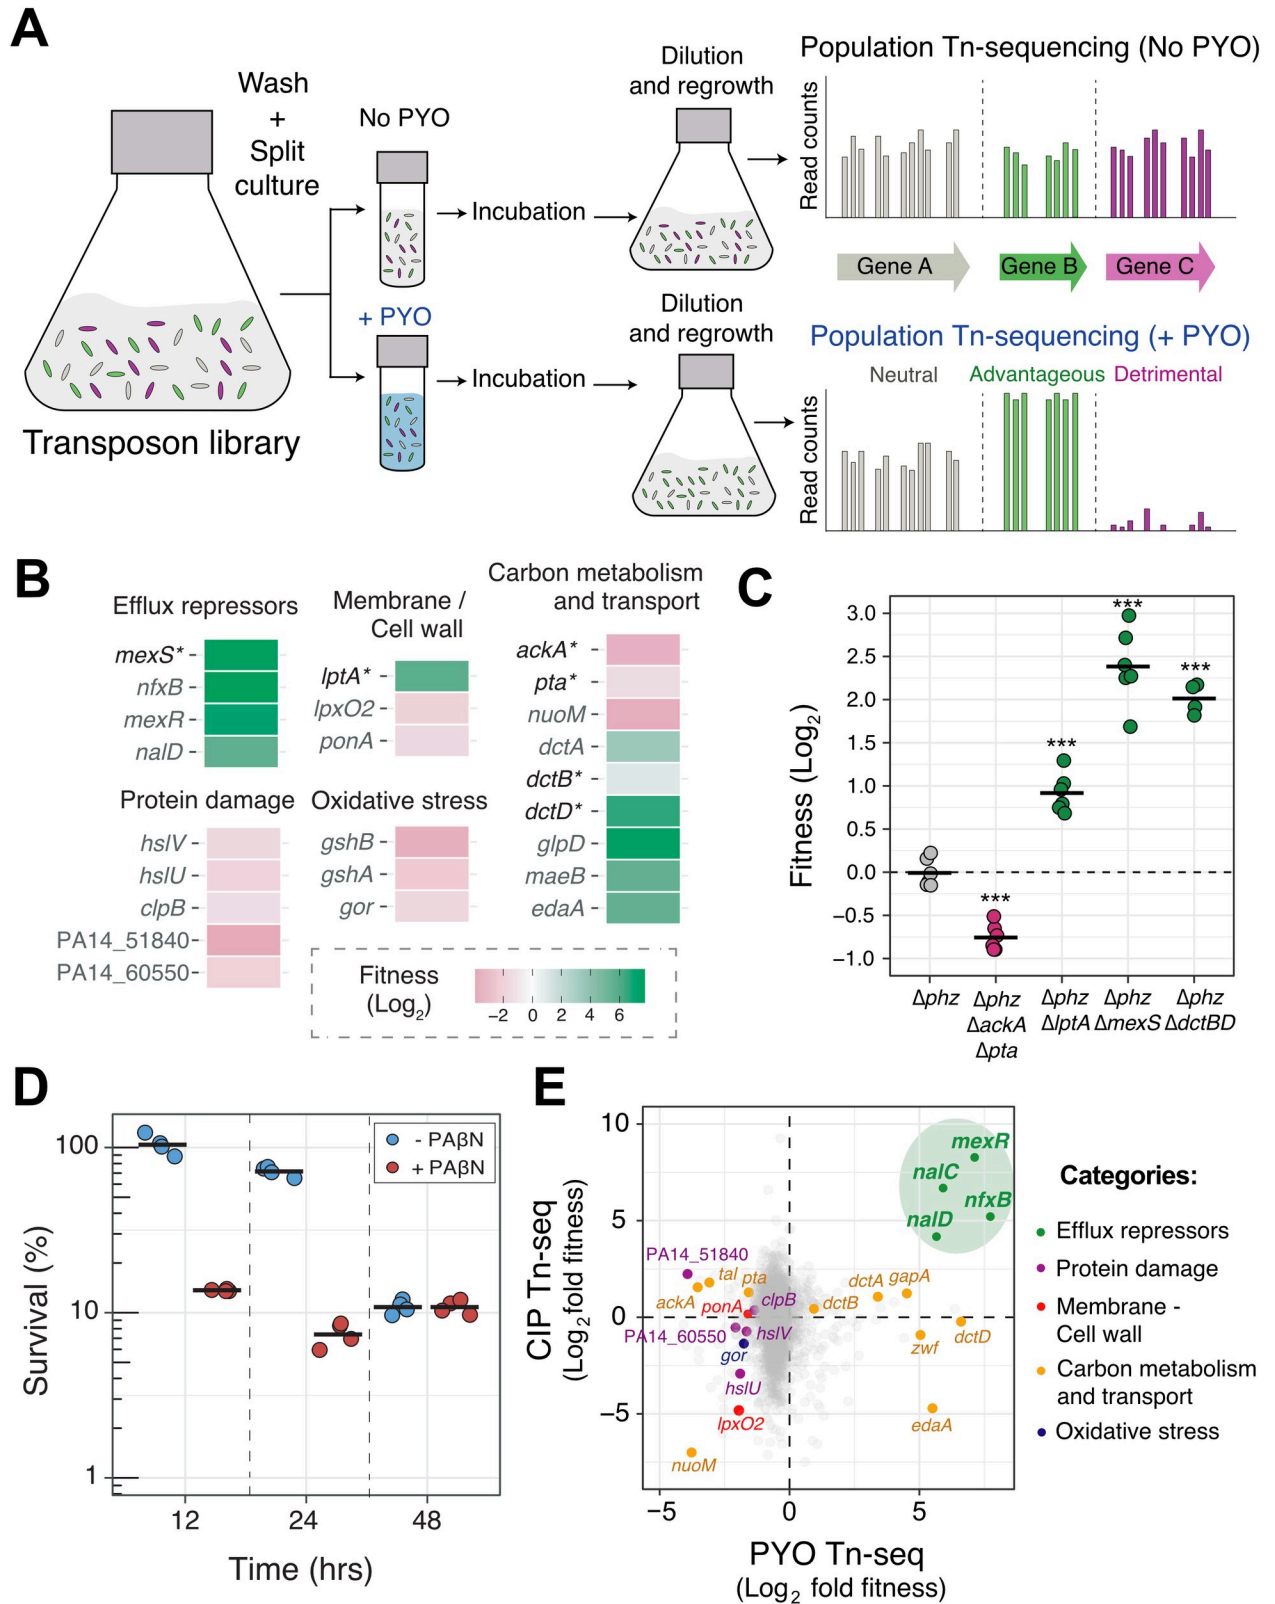 A
Wash
+
Split
culture
Transposon library
No PYO
Incubation
Dilution
and regrowth
Population Tn-sequencing (No PYO)
Read counts
Gene A
Gene B
Gene C
+ PYO
Incubation
Dilution
and regrowth
Population Tn-sequencing (+ PYO)
Neutral
Advantageous
Detrimental
Read counts
B
Efflux repressors
mexS*
nfxB
mexR
nalD
Membrane /
Cell wall
lptA*
lpxO2
ponA
Carbon metabolism
and transport
ackA*
pta*
nuoM
dctA
dctB*
dctD*
glpD
maeB
edaA
Protein damage
hslV
hslU
clpB
PA14_51840
PA14_60550
Oxidative stress
gshB
gshA
gor
Fitness
(Log2)
−2 0 2 4 6
C
Fitness (Log2)
3.0
2.5
2.0
1.5
1.0
0.5
0.0
−0.5
−1.0
***
***
***
***
Δphz
Δphz
ΔackA
Δpta
Δphz
ΔlptA
Δphz
ΔmexS
Δphz
ΔdctBD
D
Survival (%)
100
10
1
- PAβN
+ PAβN
12 24 48
Time (hrs)
E
CIP Tn-seq
(Log2 fold fitness)
10
5
0
−5
mexR
nalC
nfxB
nalD
PA14_51840
tal
pta
ackA
ponA
clpB
dctB
dctA
gapA
PA14_60550
hslV
gor
zwf
dctD
hslU
lpxO2
edaA
nuoM
−5 0 5
PYO Tn-seq
(Log2 fold fitness)
Categories:
Efflux repressors
Protein damage
Membrane -
Cell wall
Carbon metabolism
and transport
Oxidative stress